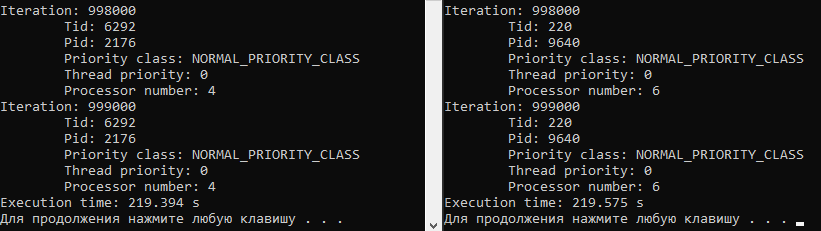 Iteration: 998000
Tid: 6292
Pid: 2176
Priority class: NORMAL_PRIORITY_CLASS
Thread priority: 0
Processor number: 4
Iteration: 999000
Tid: 6292
Pid: 2176
Priority class: NORMAL_PRIORITY_CLASS
Thread priority: 0
Processor number: 4
Execution time: 219.394 s
Для продолжения нажмите любую клавишу . . .
Iteration: 998000
Tid: 220
Pid: 9640
Priority class: NORMAL_PRIORITY_CLASS
Thread priority: 0
Processor number: 6
Iteration: 999000
Tid: 220
Pid: 9640
Priority class: NORMAL_PRIORITY_CLASS
Thread priority: 0
Processor number: 6
Execution time: 219.575 s
Для продолжения нажмите любую клавишу . . .